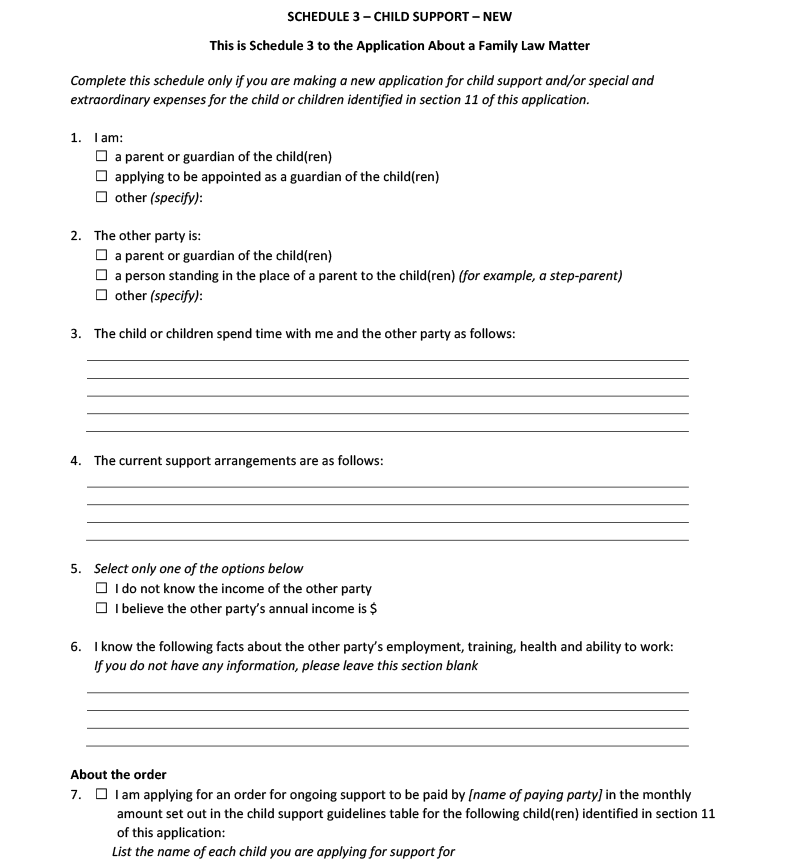 SCHEDULE 3 – CHILD SUPPORT – NEW
This is Schedule 3 to the Application About a Family Law Matter
Complete this schedule only if you are making a new application for child support and/or special and
extraordinary expenses for the child or children identified in section 11 of this application.
1. I am:
☐ a parent or guardian of the child(ren)
☐ applying to be appointed as a guardian of the child(ren)
☐ other (specify):
2. The other party is:
☐ a parent or guardian of the child(ren)
☐ a person standing in the place of a parent to the child(ren) (for example, a step-parent)
☐ other (specify):
3. The child or children spend time with me and the other party as follows:
4. The current support arrangements are as follows:
5. Select only one of the options below
☐ I do not know the income of the other party
☐ I believe the other party’s annual income is $
6. I know the following facts about the other party’s employment, training, health and ability to work:
If you do not have any information, please leave this section blank
About the order
7. ☐ I am applying for an order for ongoing support to be paid by [name of paying party] in the monthly
amount set out in the child support guidelines table for the following child(ren) identified in section 11
of this application:
List the name of each child you are applying for support for